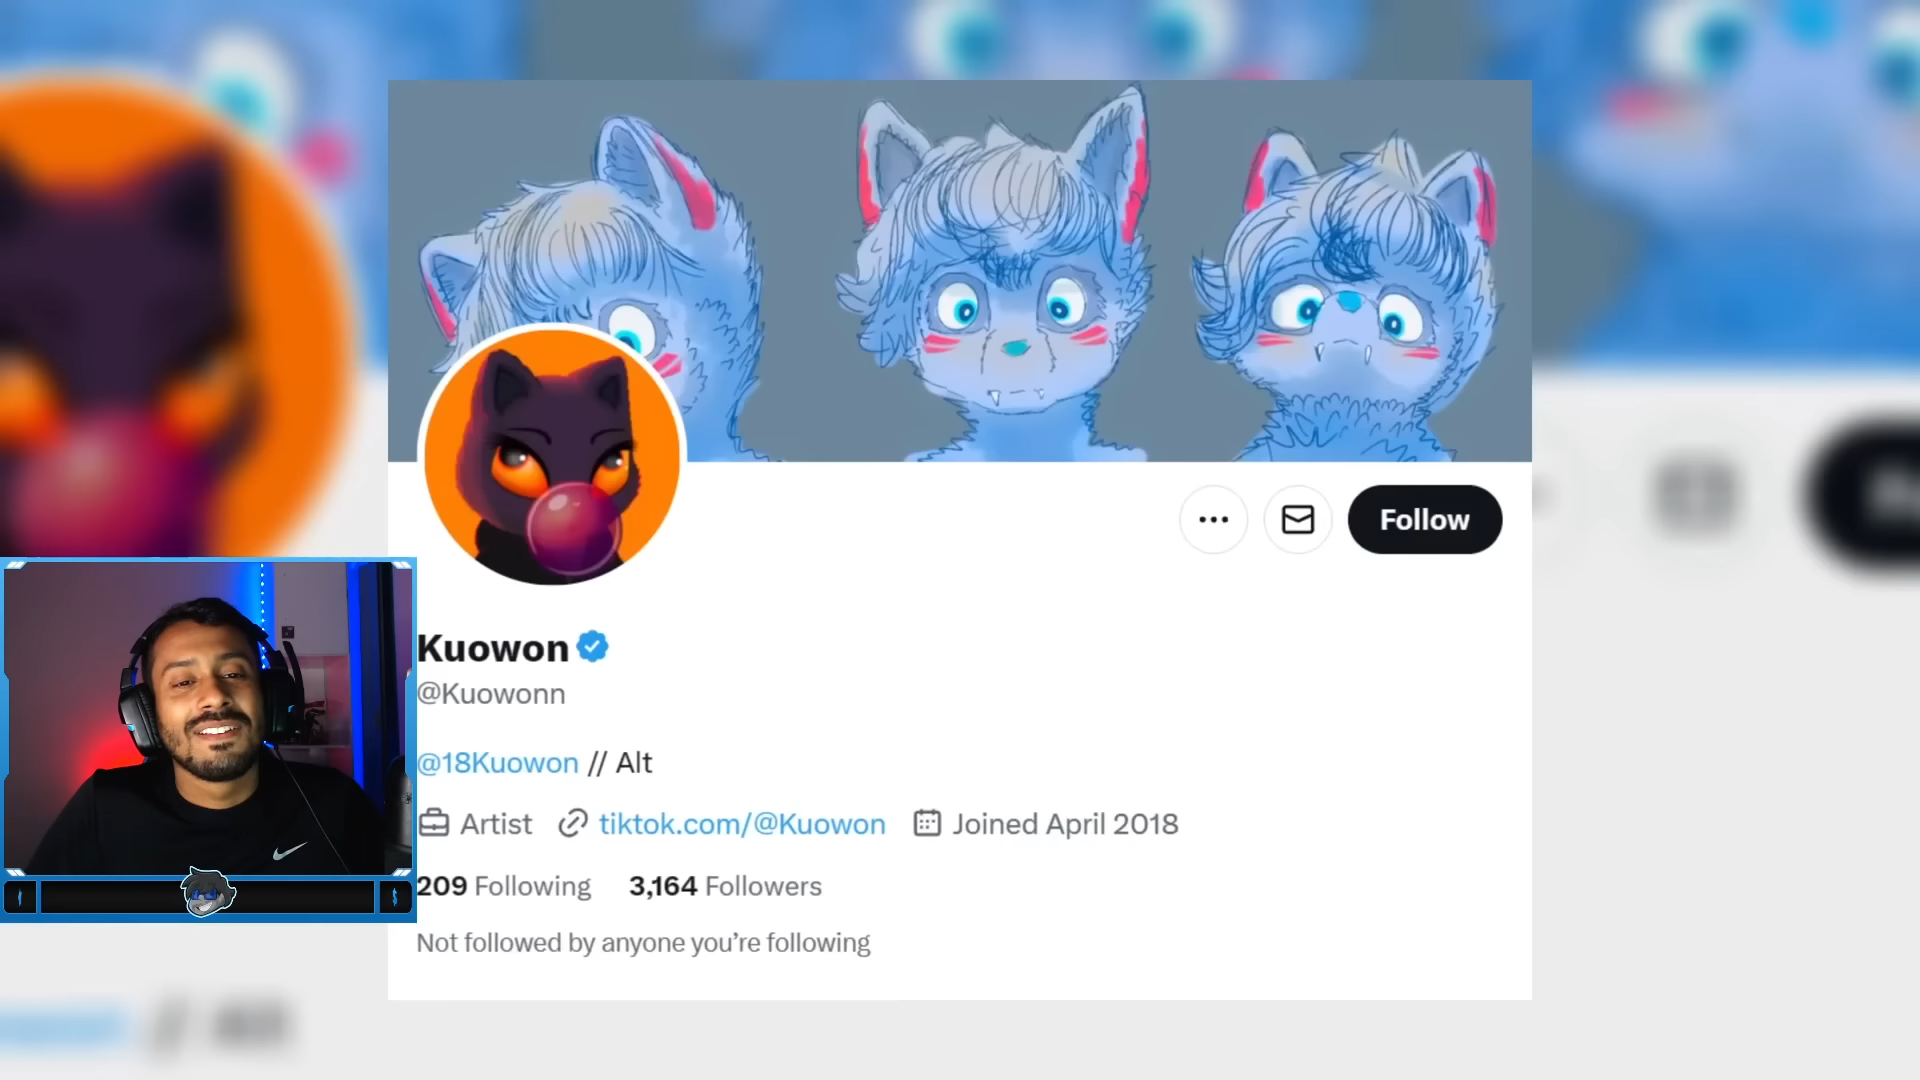 Follow
Kuowon
@Kuowonn
@18Kuowon // Alt
Artist tiktok.com/@Kuowon Joined April 2018
209 Following 3,164 Followers
Not followed by anyone you’re following